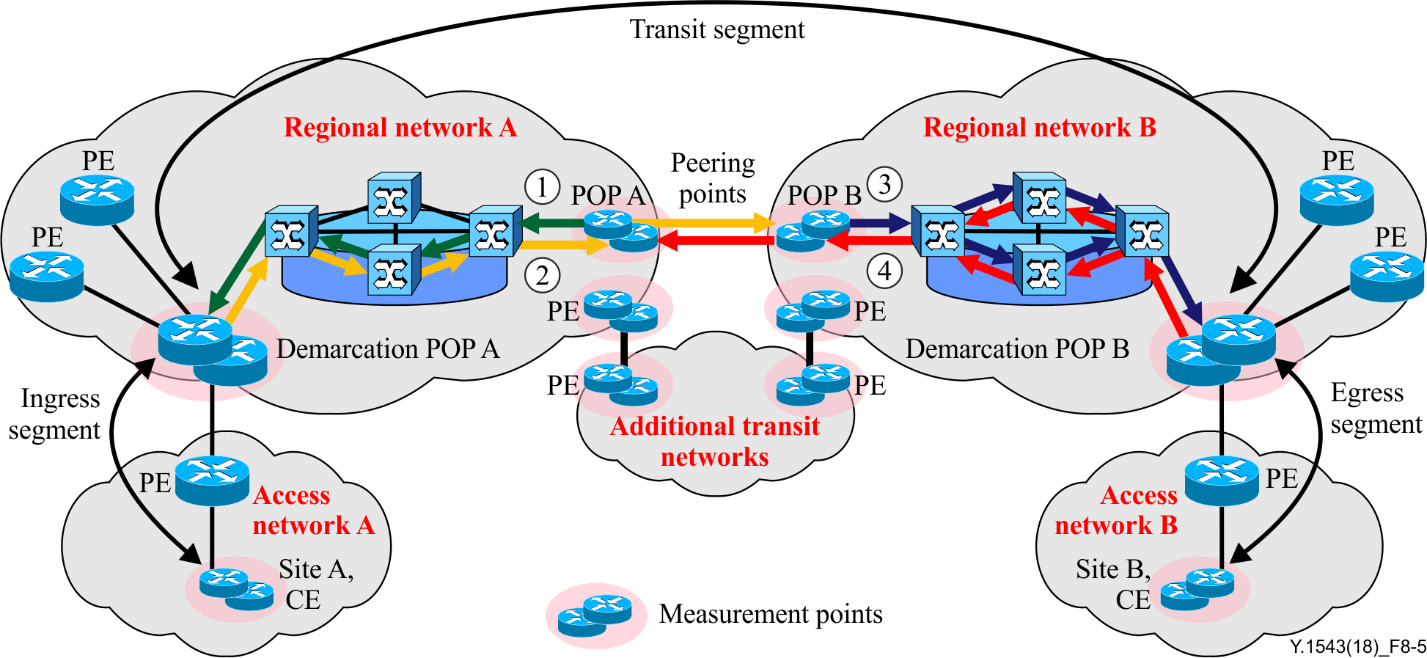 Transit segment
Regional network A
Regional network B
PE
PE
1
POP A
Peering
points
POP B
3
PE
PE
2
4
PE
PE
Demarcation POP A
Demarcation POP B
PE
PE
Ingress
segment
Egress
segment
Additional transit
networks
PE
Access
network A
Access
network B
PE
Site A,
CE
Site B,
CE
Measurement points
Y.1543(18)_F8-5